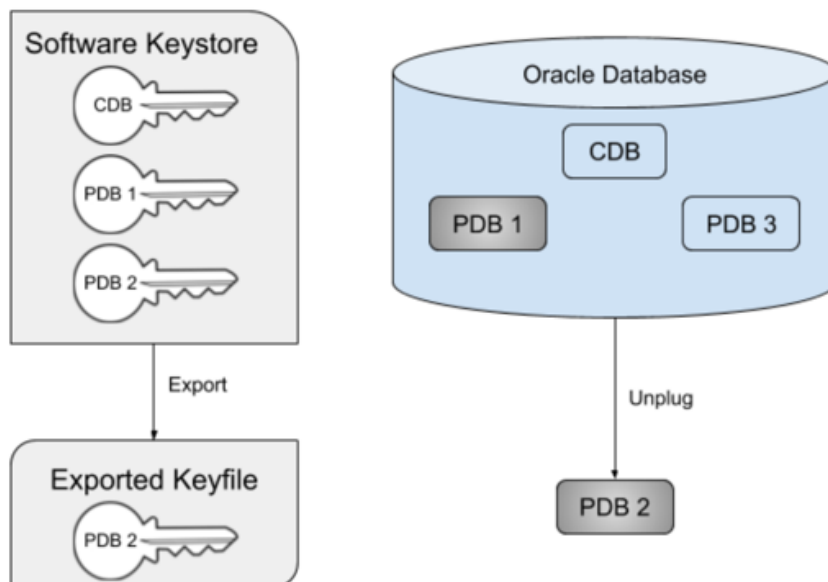 Software Keystore
CDB
PDB 1
PDB 2
Export
Exported Keyfile
PDB 2
Oracle Database
CDB
PDB 1
PDB 3
Unplug
PDB 2